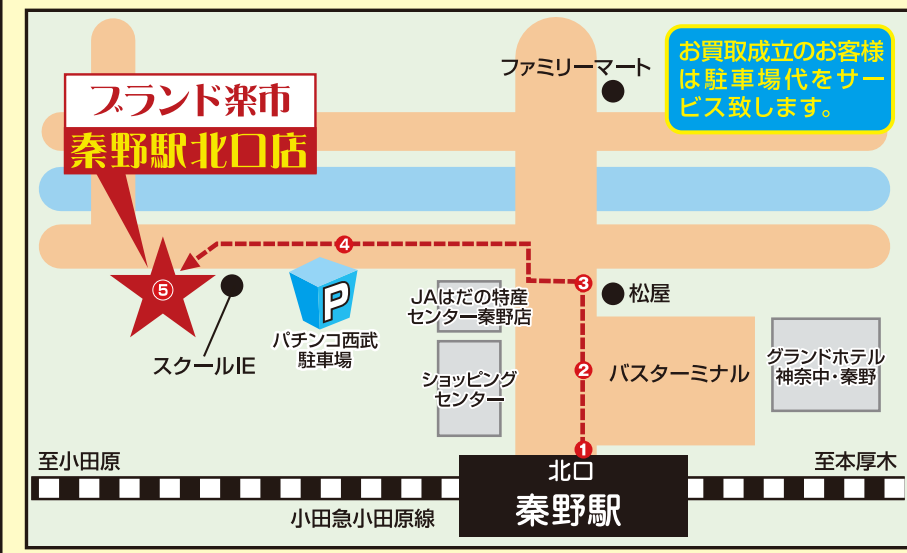 お買取成立のお客様
は駐車場代をサー
ビス致します。
ファミリーマート
ブランド楽市
秦野駅北口店
④
⑤
③
松屋
JAはだの特産
センター秦野店
P
パチンコ西武
駐車場
スクールIE
②
バスターミナル
グランドホテル
神奈中・秦野
ショッピング
センター
①
至小田原
至本厚木
北口
秦野駅
小田急小田原線